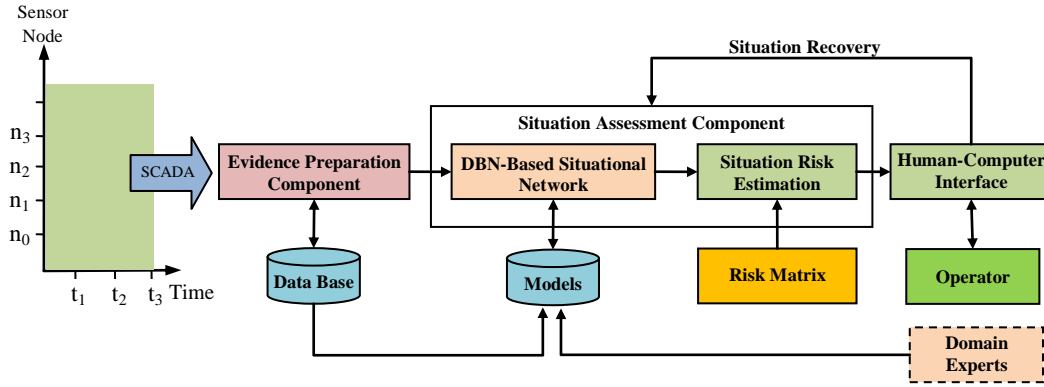 Sensor
Node
Situation Recovery
n3
n2
n1
n0
SCADA
Evidence Preparation
Component
Situation Assessment Component
DBN-Based Situational
Network
Situation Risk
Estimation
Human-Computer
Interface
Data Base
Models
Risk Matrix
Operator
t1 t2 t3 Time
Domain
Experts